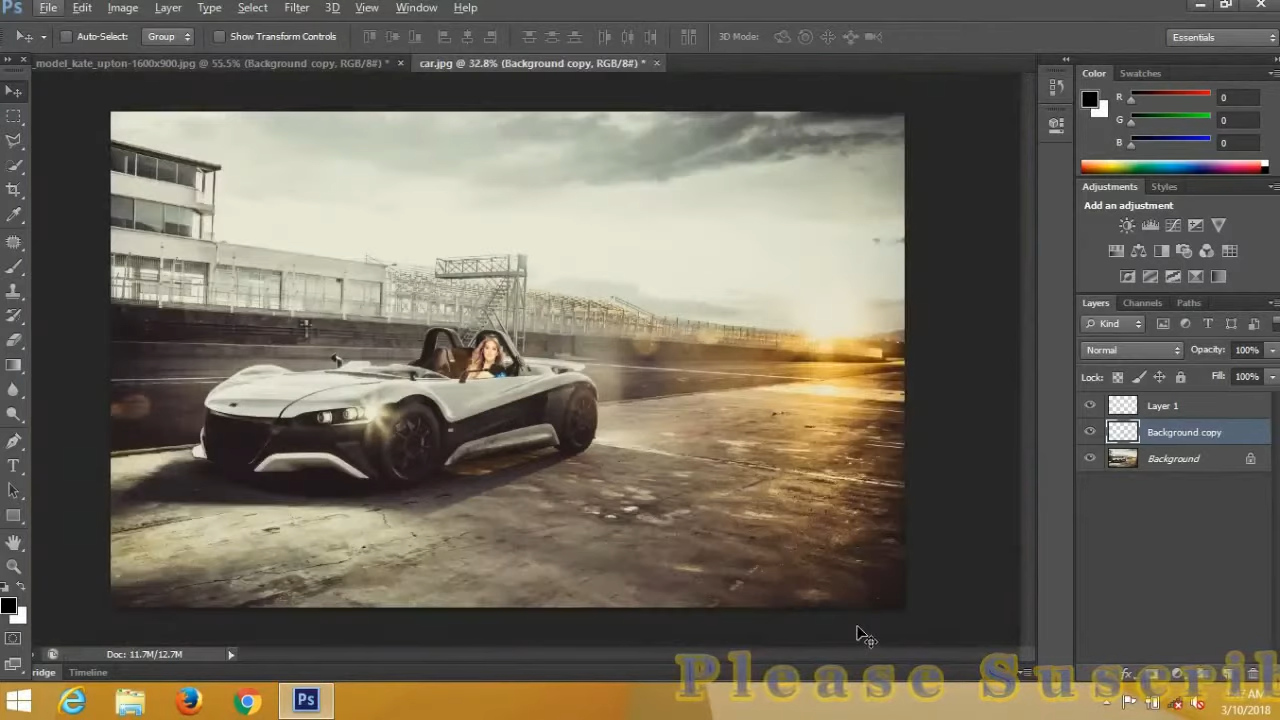 Ps File Edit Image Layer Type Select Filter 3D View Window Help
Auto-Select: Group Show Transform Controls 3D Mode: Essentials
_model_kate_upton-1600x900.jpg @ 55.5% (Background copy, RGB/8#) * car.jpg @ 32.8% (Background copy, RGB/8#) *
Color Swatches
R 0
G 0
B 0
Adjustments Styles
Add an adjustment
Layers Channels Paths
Kind
Normal Opacity: 100%
Lock: Fill: 100%
Layer 1
Background copy
Background
Doc: 11.7M/12.7M
ridge Timeline
Please Suscrib
Ps
AM
3/10/2018